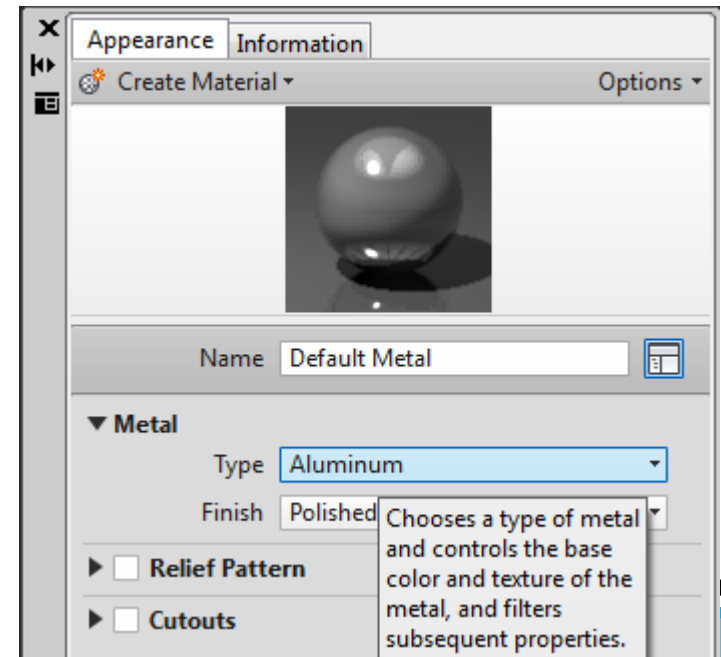 Appearance Information
Create Material Options
Name Default Metal
Metal
Type Aluminum
Finish Polished
Chooses a type of metal
and controls the base
color and texture of the
metal, and filters
subsequent properties.
Relief Pattern
Cutouts